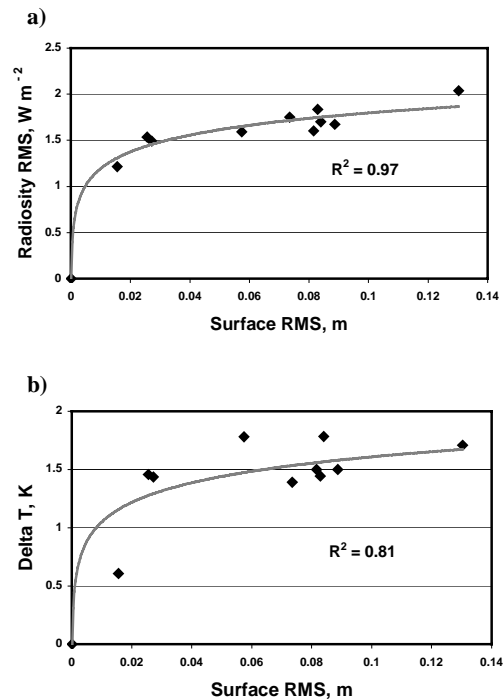 a)
2.5
2
1.5
1
0.5
0
Radiosity RMS, W m⁻²
R² = 0.97
0 0.02 0.04 0.06 0.08 0.1 0.12 0.14
Surface RMS, m
b)
2
1.5
1
0.5
0
Delta T, K
R² = 0.81
0 0.02 0.04 0.06 0.08 0.1 0.12 0.14
Surface RMS, m